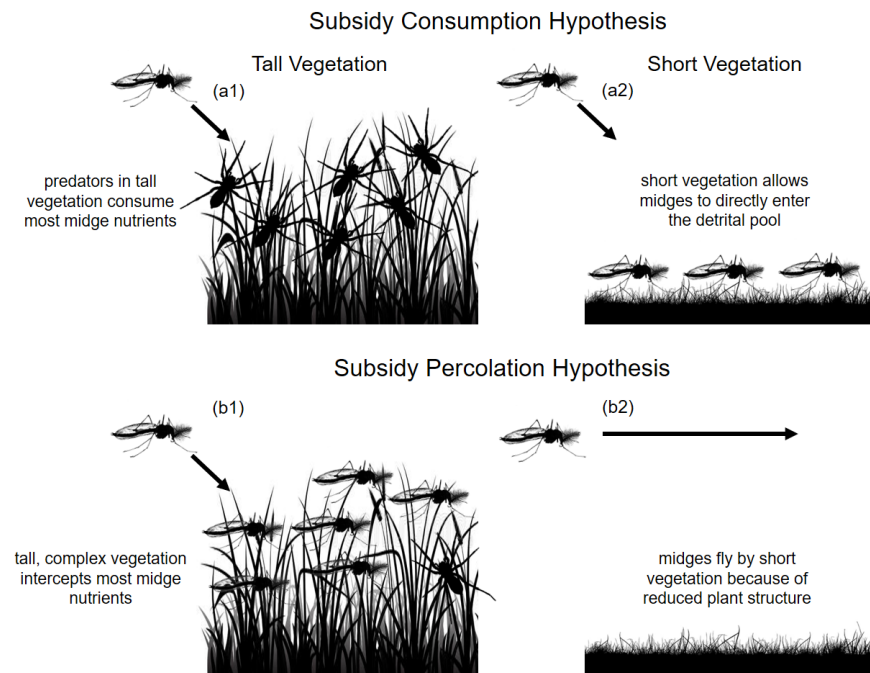 Subsidy Consumption Hypothesis
Tall Vegetation
Short Vegetation
(a1)
(a2)
predators in tall
vegetation consume
most midge nutrients
short vegetation allows
midges to directly enter
the detrital pool
Subsidy Percolation Hypothesis
(b1)
(b2)
tall, complex vegetation
intercepts most midge
nutrients
midges fly by short
vegetation because of
reduced plant structure